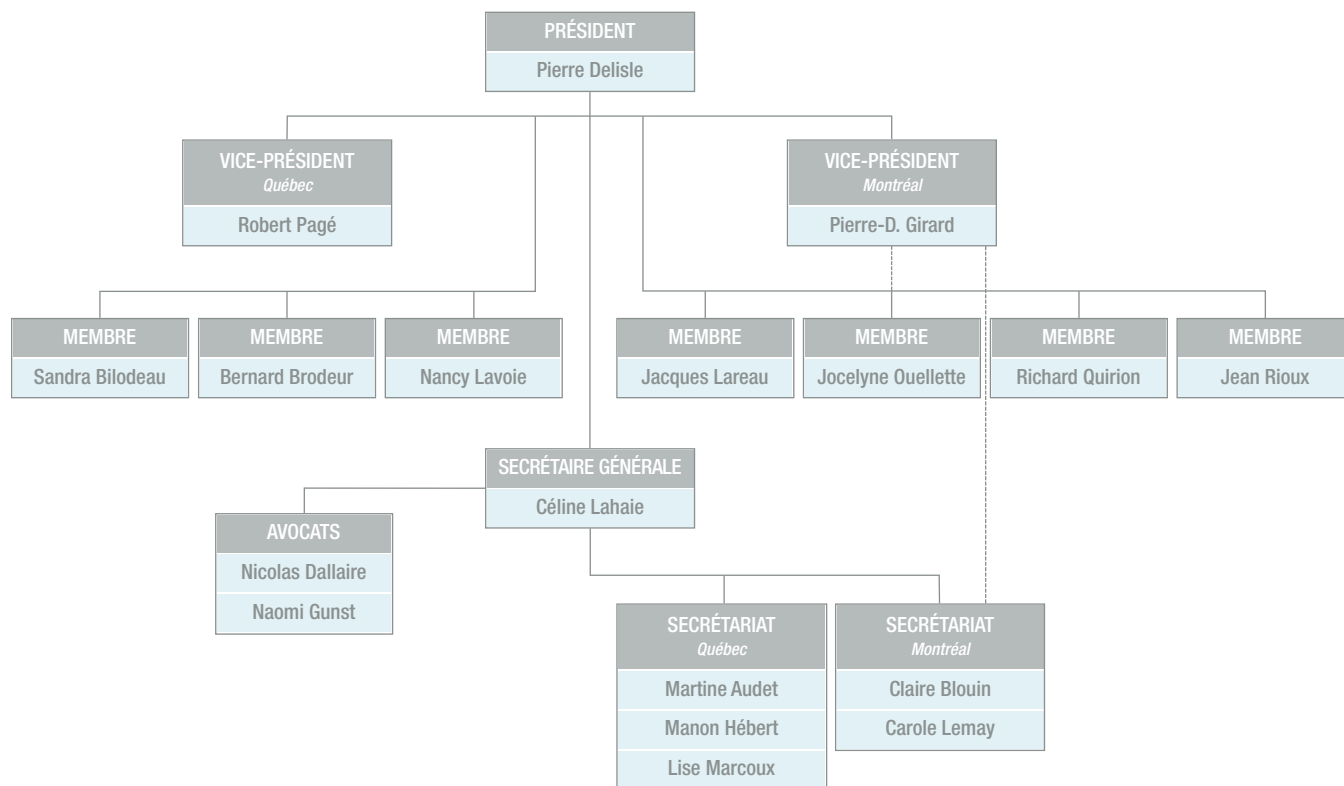 PRÉSIDENT
Pierre Delisle
VICE-PRÉSIDENT
Québec
Robert Pagé
VICE-PRÉSIDENT
Montréal
Pierre-D. Girard
MEMBRE
Sandra Bilodeau
MEMBRE
Bernard Brodeur
MEMBRE
Nancy Lavoie
MEMBRE
Jacques Lareau
MEMBRE
Jocelyne Ouellette
MEMBRE
Richard Quirion
MEMBRE
Jean Rioux
SECRÉTAIRE GÉNÉRALE
Céline Lahaie
AVOCATS
Nicolas Dallaire
Naomi Gunst
SECRÉTARIAT
Québec
Martine Audet
Manon Hébert
Lise Marcoux
SECRÉTARIAT
Montréal
Claire Blouin
Carole Lemay